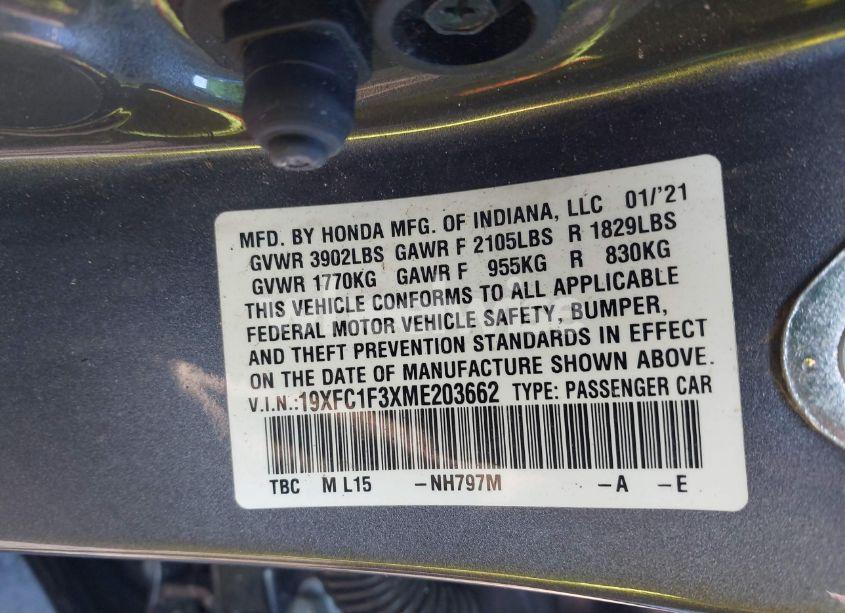 MFD. BY HONDA MFG. OF INDIANA, LLC 01/'21
GVWR 3902LBS GAWR F 2105LBS R 1829LBS
GVWR 1770KG GAWR F 955KG R 830KG
THIS VEHICLE CONFORMS TO ALL APPLICABLE
FEDERAL MOTOR VEHICLE SAFETY, BUMPER,
AND THEFT PREVENTION STANDARDS IN EFFECT
ON THE DATE OF MANUFACTURE SHOWN ABOVE.
V.I.N.:19XFC1F3XME203662 TYPE: PASSENGER CAR
TBC M L15 -NH797M -A -E